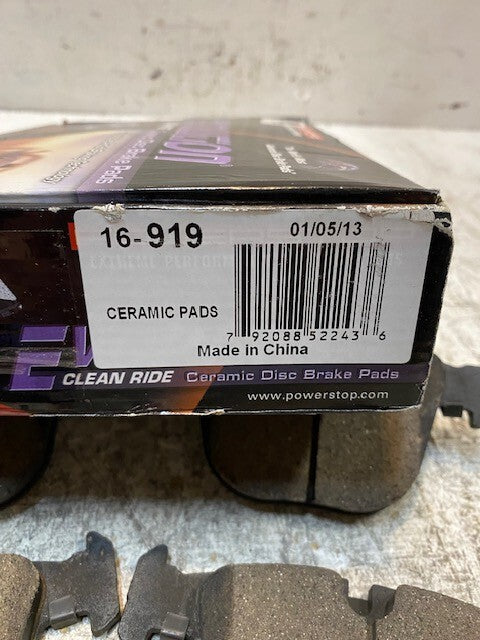 16-919
01/05/13
CERAMIC PADS
7 92088 52243 6
Made in China
CLEAN RIDE Ceramic Disc Brake Pads
www.powerstop.com